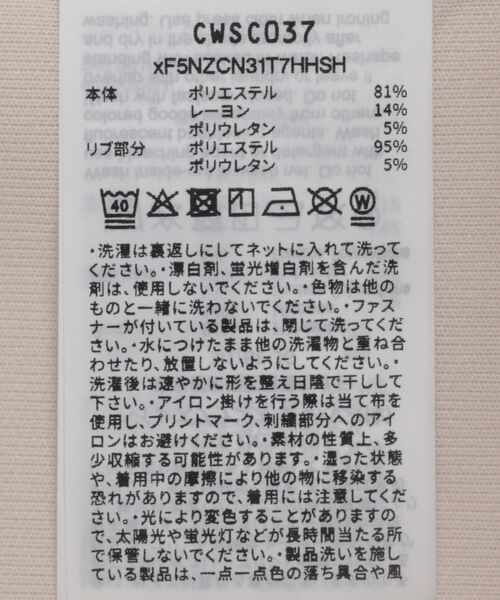 CWSC037
xF5NZCN31T7HHSH
本体 ポリエステル 81%
レーヨン 14%
ポリウレタン 5%
リブ部分 ポリエステル 95%
ポリウレタン 5%
40 W
・洗濯は裏返しにしてネットに入れて洗って
ください。・漂白剤、蛍光増白剤を含んだ洗
剤は、使用しないでください。・色物は他の
ものと一緒に洗わないでください。・ファス
ナーが付いている製品は、閉じて洗ってくだ
さい。・水につけたまま他の洗濯物と重ね合
わせたり、放置しないようにしてください。・
洗濯後は速やかに形を整え日陰で干しして
下さい。・アイロン掛けを行う際は当て布を
使用し、プリントマーク、刺繍部分へのアイ
ロンはお避けください。・素材の性質上、多
少収縮する可能性があります。・湿った状態
や、着用中の摩擦により他の物に移染する
恐れがありますので、着用には注意してくだ
さい。・光により変色することがありますの
で、太陽光や蛍光灯などが長時間当たる所
で保管しないでください。・製品洗いを施し
ている製品は、一点一点色の落ち具合や風